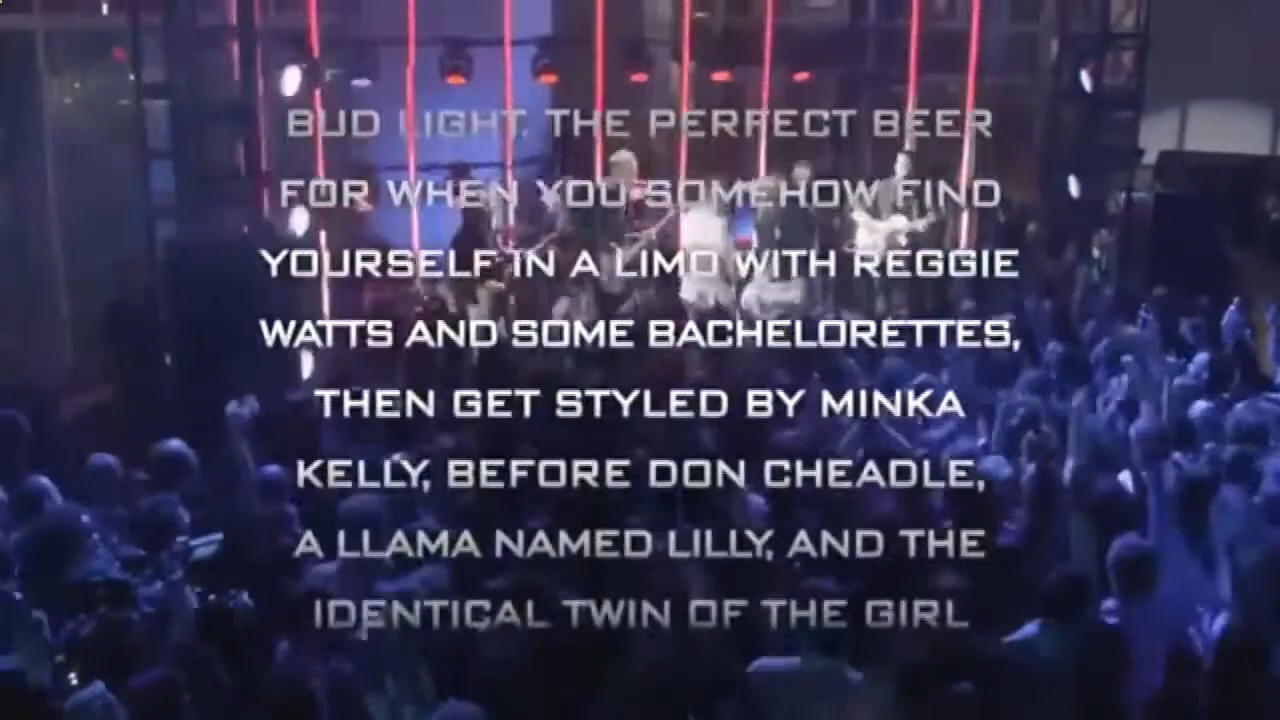 BUD LIGHT. THE PERFECT BEER
FOR WHEN YOU SOMEHOW FIND
YOURSELF IN A LIMO WITH REGGIE
WATTS AND SOME BACHELORETTES,
THEN GET STYLED BY MINKA
KELLY, BEFORE DON CHEADLE,
A LLAMA NAMED LILLY, AND THE
IDENTICAL TWIN OF THE GIRL